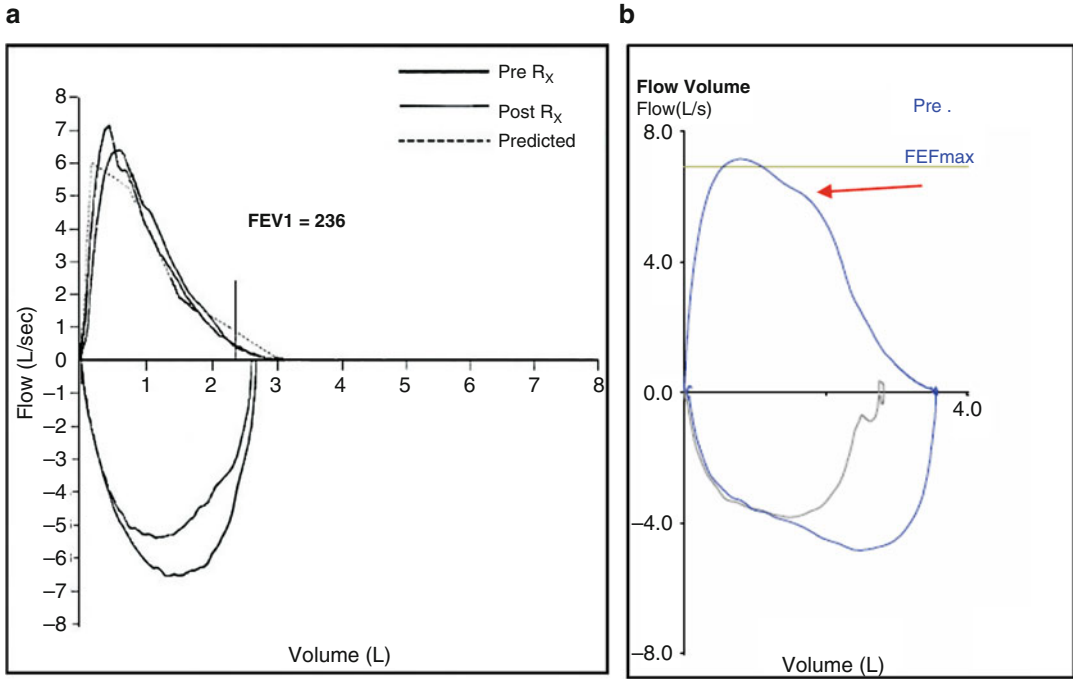 a
Pre RX
Post RX
Predicted
FEV1 = 236
Flow (L/sec)
8
7
6
5
4
3
2
1
0
–1
–2
–3
–4
–5
–6
–7
–8
1 2 3 4 5 6 7 8
Volume (L)
b
Flow Volume
Flow(L/s)
Pre .
8.0
FEFmax
4.0
0.0
4.0
–4.0
–8.0
Volume (L)